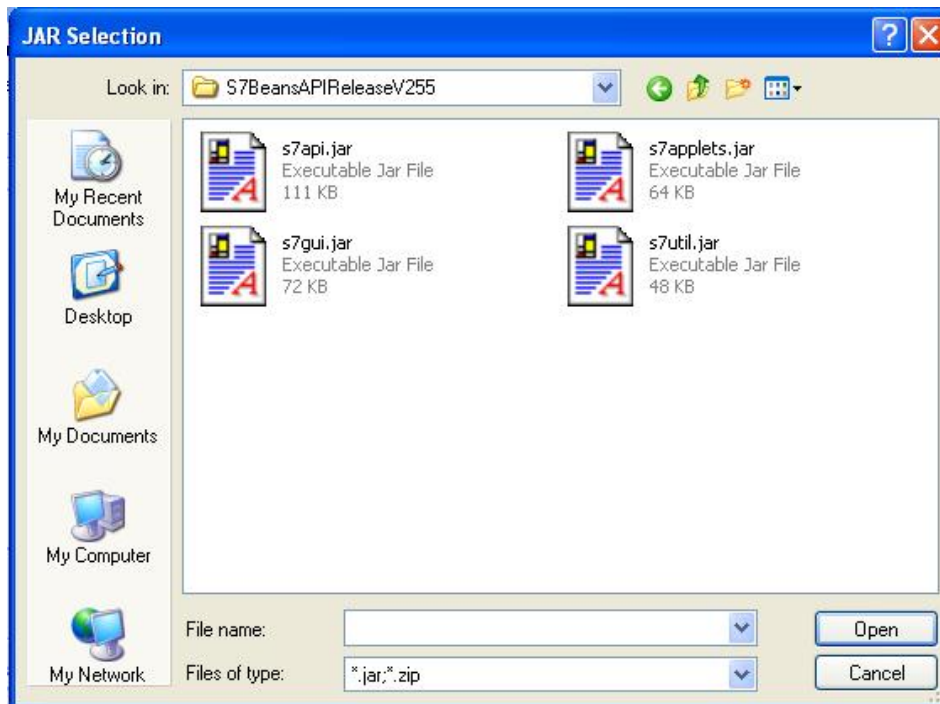 JAR Selection
Look in:
S7BeansAPIReleaseV255
My Recent
Documents
Desktop
My Documents
My Computer
My Network
s7api.jar
Executable Jar File
111 KB
s7applets.jar
Executable Jar File
64 KB
s7gui.jar
Executable Jar File
72 KB
s7util.jar
Executable Jar File
48 KB
File name:
Open
Files of type:
*.jar;*.zip
Cancel